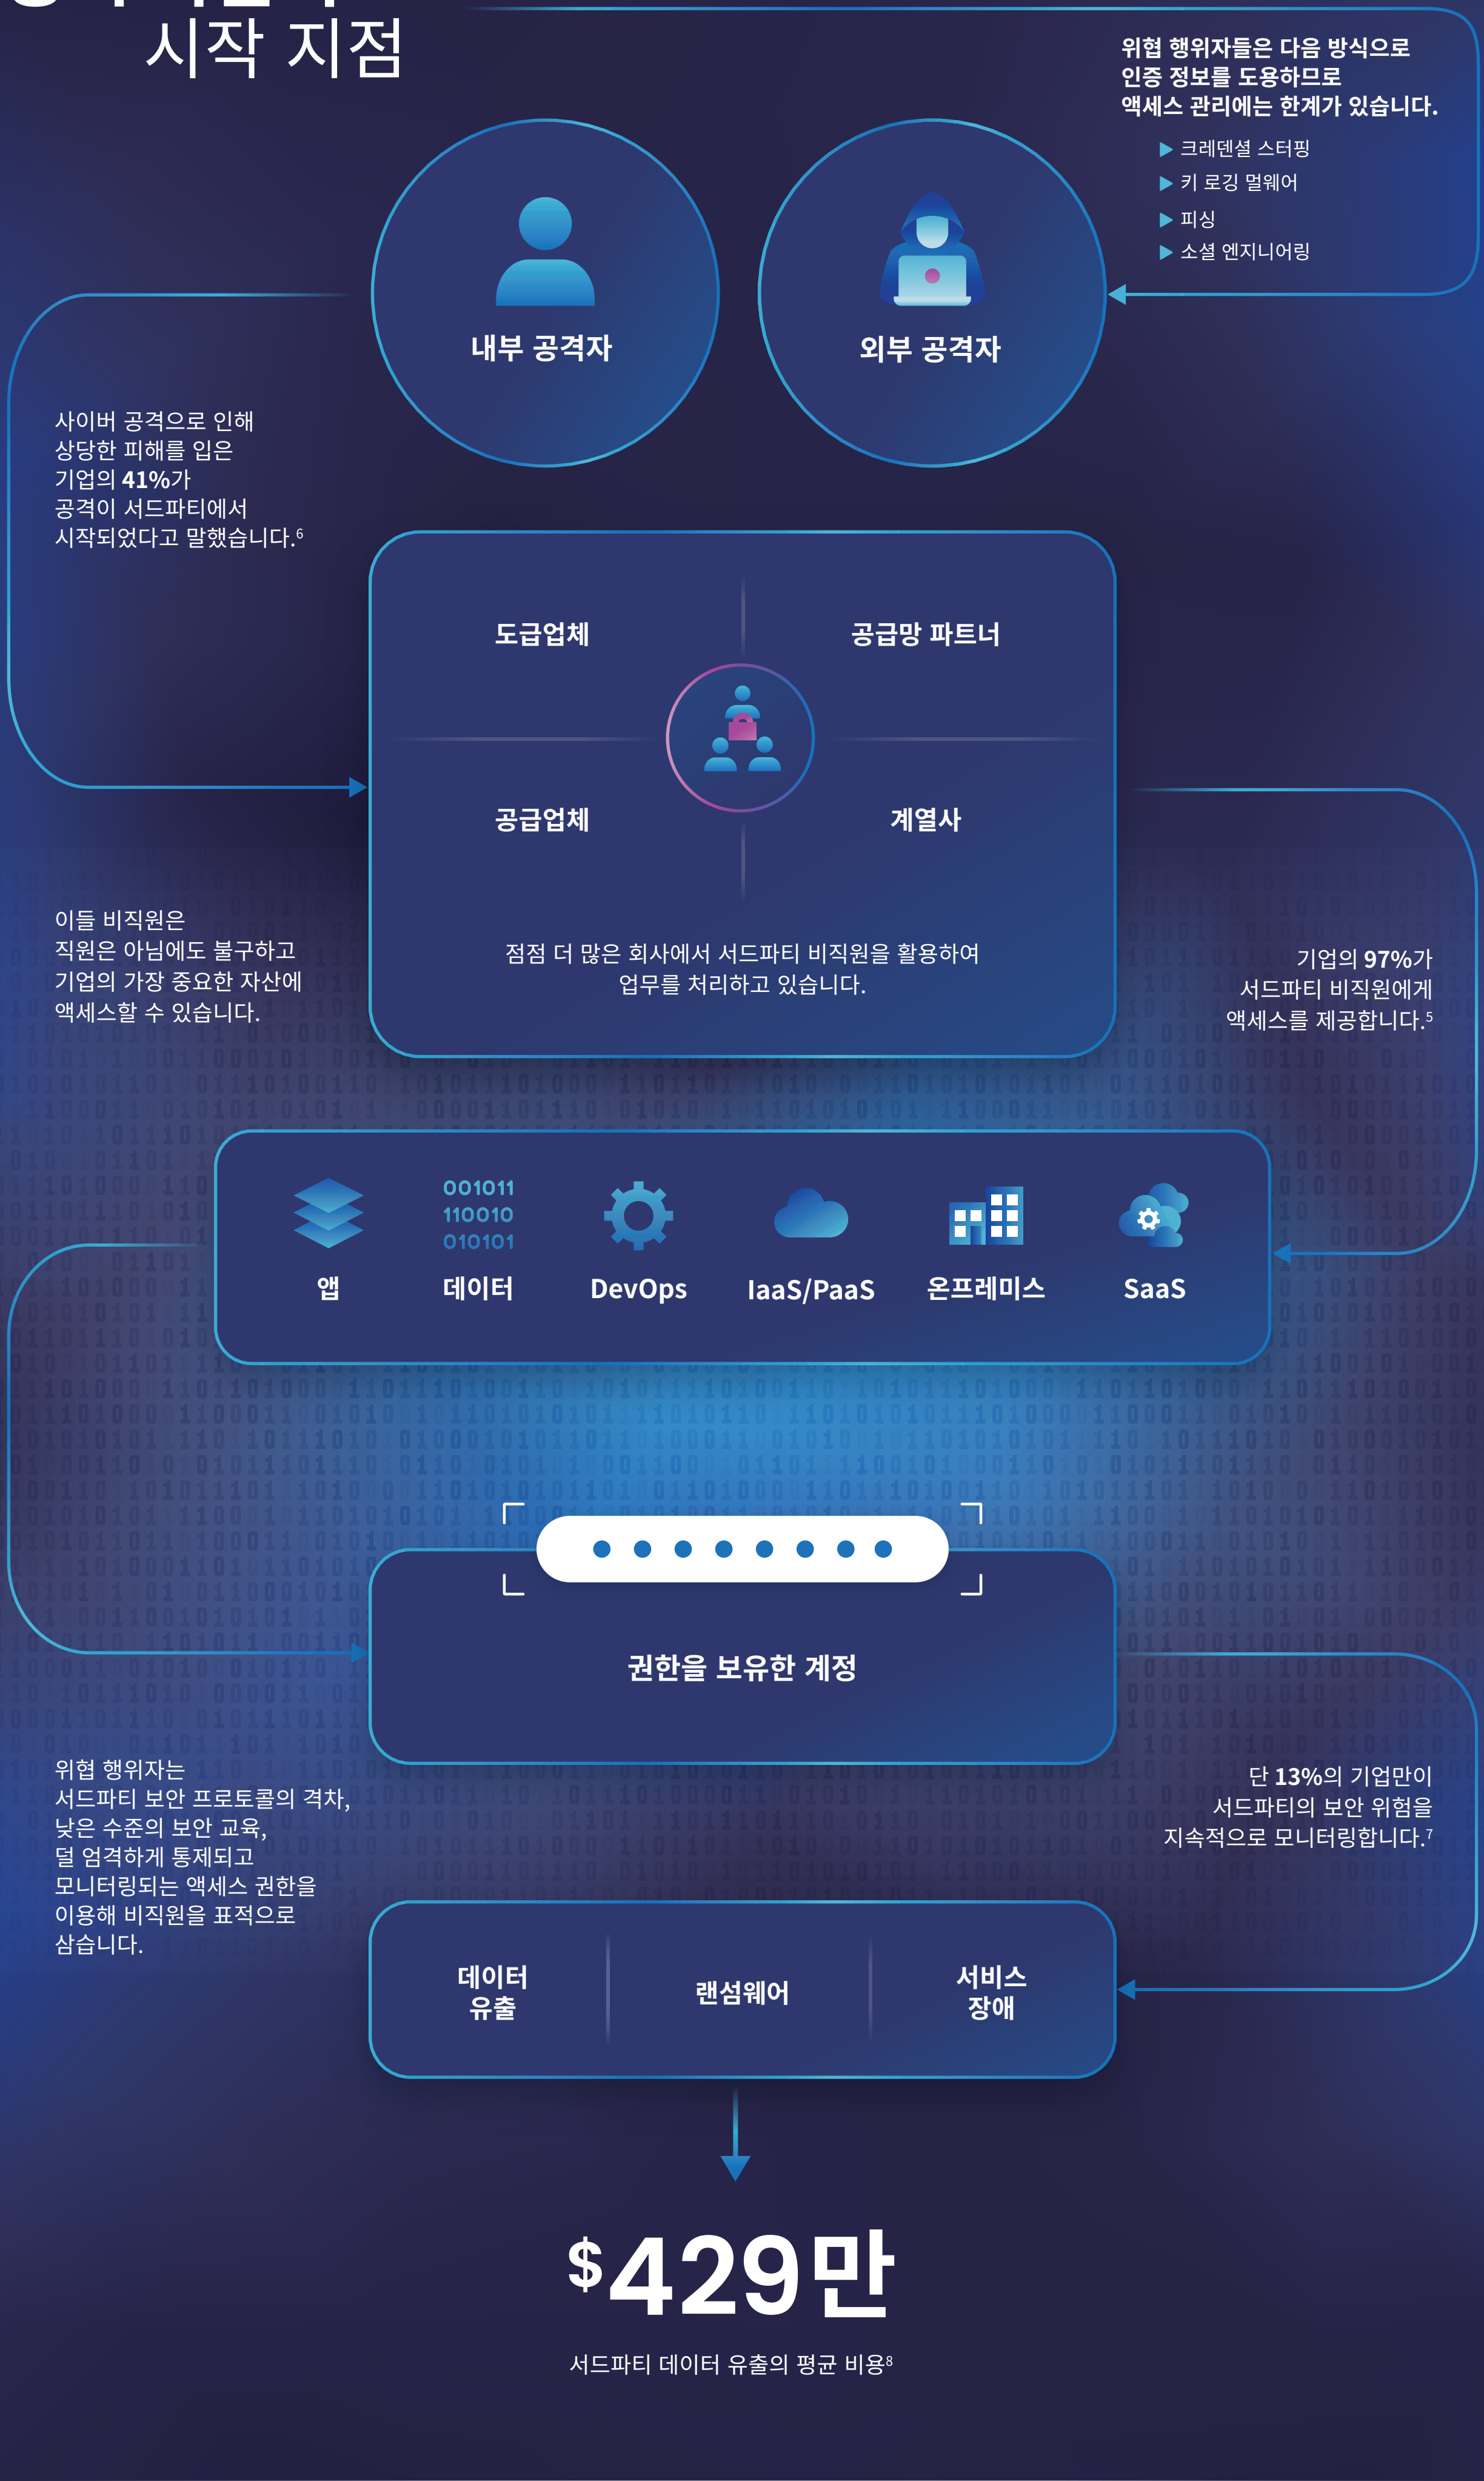 시작 지점
위협 행위자들은 다음 방식으로
인증 정보를 도용하므로
액세스 관리에는 한계가 있습니다.
크레덴셜 스터핑
키 로깅 멀웨어
피싱
소셜 엔지니어링
내부 공격자
외부 공격자
사이버 공격으로 인해
상당한 피해를 입은
기업의 41%가
공격이 서드파티에서
시작되었다고 말했습니다.6
도급업체
공급망 파트너
공급업체
계열사
점점 더 많은 회사에서 서드파티 비직원을 활용하여
업무를 처리하고 있습니다.
이들 비직원은
직원은 아님에도 불구하고
기업의 가장 중요한 자산에
액세스할 수 있습니다.
기업의 97%가
서드파티 비직원에게
액세스를 제공합니다.5
001011
110010
010101
앱
데이터
DevOps
IaaS/PaaS
온프레미스
SaaS
권한을 보유한 계정
위협 행위자는
서드파티 보안 프로토콜의 격차,
낮은 수준의 보안 교육,
덜 엄격하게 통제되고
모니터링되는 액세스 권한을
이용해 비직원을 표적으로
삼습니다.
단 13%의 기업만이
서드파티의 보안 위험을
지속적으로 모니터링합니다.7
데이터
유출
랜섬웨어
서비스
장애
$429만
서드파티 데이터 유출의 평균 비용8